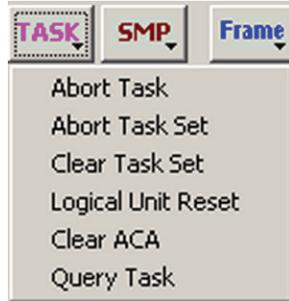 TASK SMP Frame
Abort Task
Abort Task Set
Clear Task Set
Logical Unit Reset
Clear ACA
Query Task